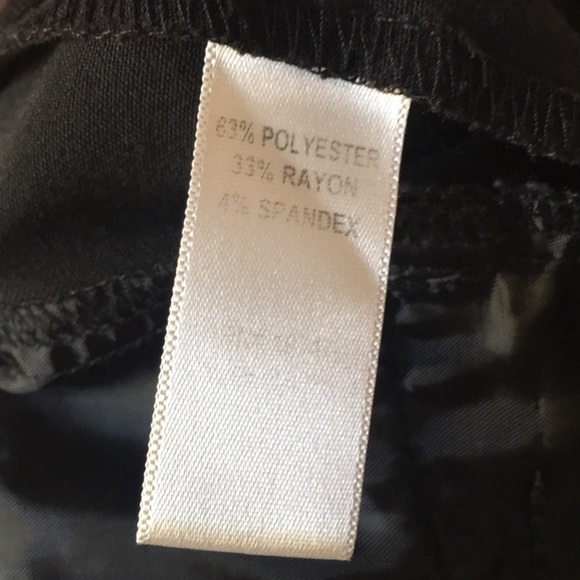 63% POLYESTER
33% RAYON
4% SPANDEX